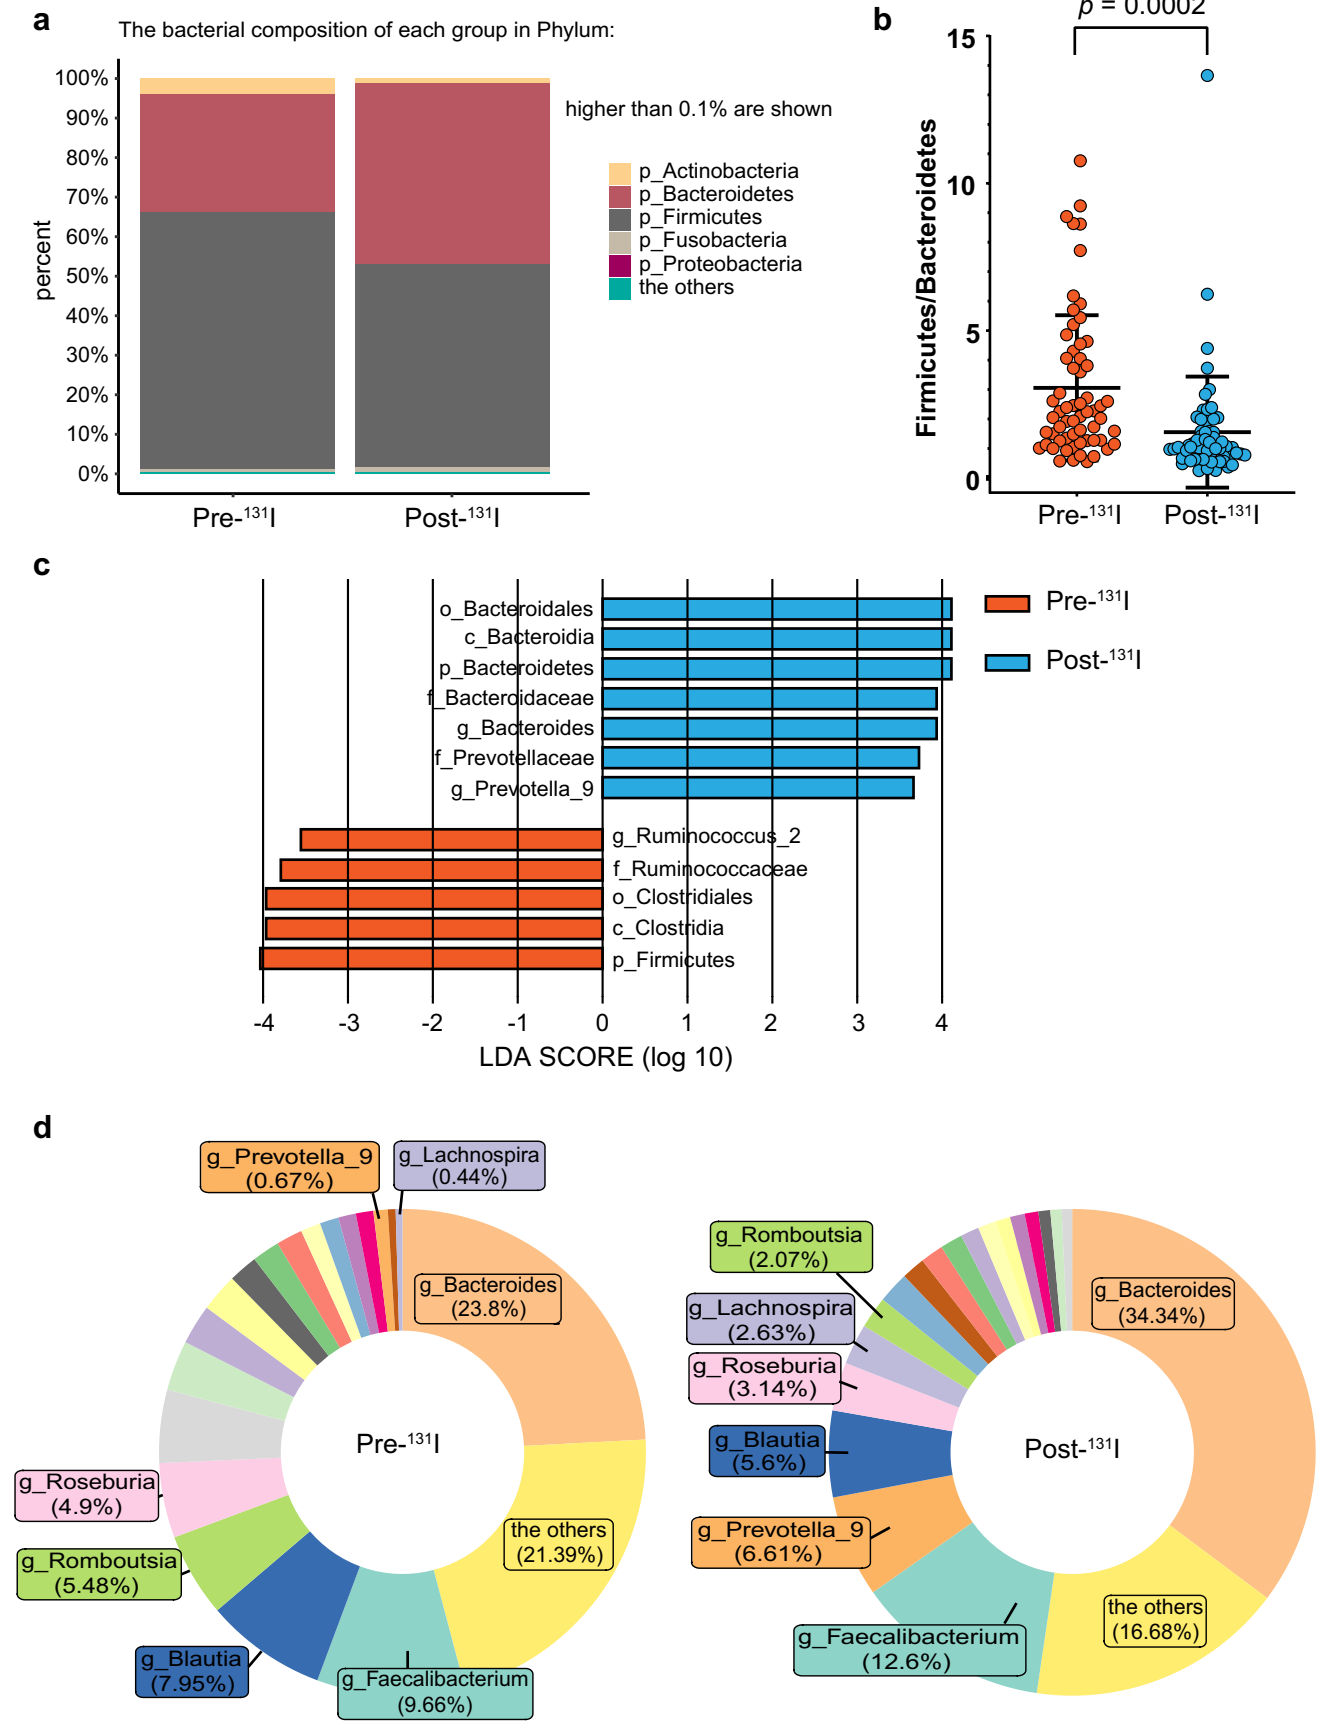 a
The bacterial composition of each group in Phylum:
100%
90%
80%
70%
60%
50%
40%
30%
20%
10%
0%
percent
Pre-¹³¹I
Post-¹³¹I
higher than 0.1% are shown
p_Actinobacteria
p_Bacteroidetes
p_Firmicutes
p_Fusobacteria
p_Proteobacteria
the others
b
p = 0.0002
15
10
5
0
Firmicutes/Bacteroidetes
Pre-¹³¹I
Post-¹³¹I
c
o_Bacteroidales
c_Bacteroidia
p_Bacteroidetes
f_Bacteroidaceae
g_Bacteroides
f_Prevotellaceae
g_Prevotella_9
g_Ruminococcus_2
f_Ruminococcaceae
o_Clostridiales
c_Clostridia
p_Firmicutes
-4 -3 -2 -1 0 1 2 3 4
LDA SCORE (log 10)
Pre-¹³¹I
Post-¹³¹I
d
g_Prevotella_9
(0.67%)
g_Lachnospira
(0.44%)
g_Bacteroides
(23.8%)
Pre-¹³¹I
g_Roseburia
(4.9%)
the others
(21.39%)
g_Romboutsia
(5.48%)
g_Blautia
(7.95%)
g_Faecalibacterium
(9.66%)
g_Romboutsia
(2.07%)
g_Bacteroides
(34.34%)
g_Lachnospira
(2.63%)
g_Roseburia
(3.14%)
g_Blautia
(5.6%)
Post-¹³¹I
g_Prevotella_9
(6.61%)
the others
(16.68%)
g_Faecalibacterium
(12.6%)